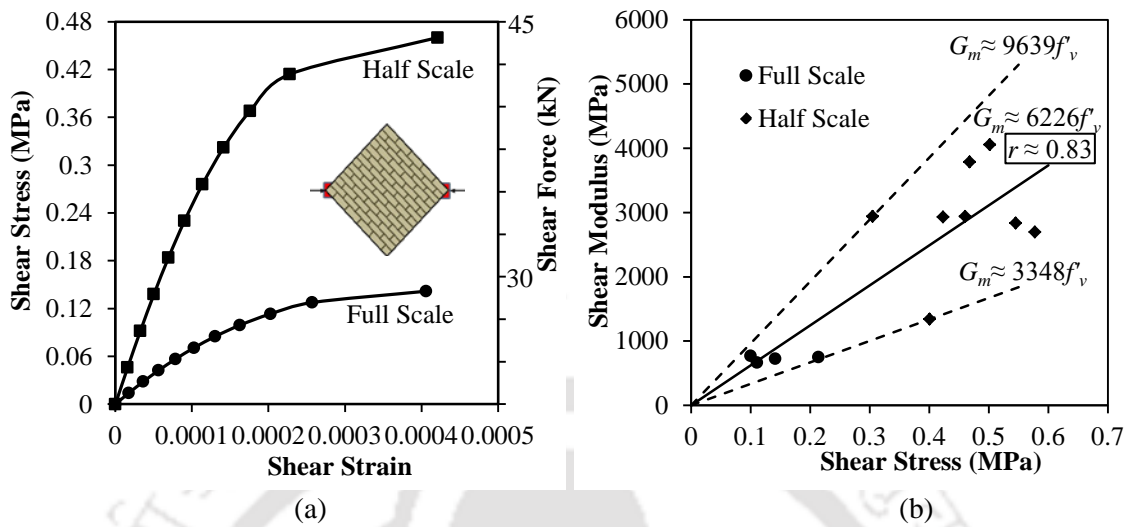 0.48
0.42
0.36
0.3
0.24
0.18
0.12
0.06
0
Shear Stress (MPa)
45
30
Shear Force (kN)
Half Scale
Full Scale
0 0.0001 0.0002 0.0003 0.0004 0.0005
Shear Strain
(a)
6000
5000
4000
3000
2000
1000
0
Shear Modulus (MPa)
Full Scale
Half Scale
Gm≈ 9639f'v
Gm≈ 6226f'v
r ≈ 0.83
Gm≈ 3348f'v
0 0.1 0.2 0.3 0.4 0.5 0.6 0.7
Shear Stress (MPa)
(b)